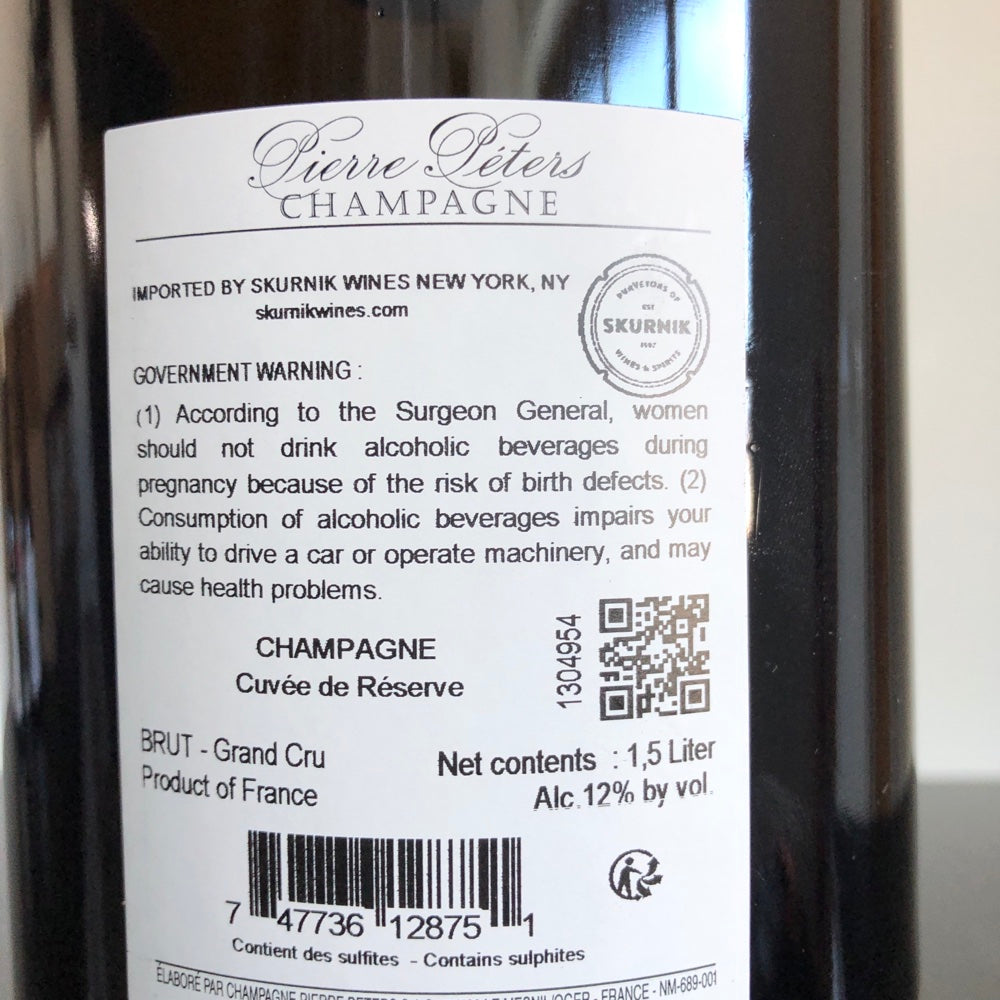 Pierre Péters
CHAMPAGNE
IMPORTED BY SKURNIK WINES NEW YORK, NY
skurnikwines.com
PURVEYORS OF
EST
SKURNIK
1987
WINES & SPIRITS
GOVERNMENT WARNING :
(1) According to the Surgeon General, women
should not drink alcoholic beverages during
pregnancy because of the risk of birth defects. (2)
Consumption of alcoholic beverages impairs your
ability to drive a car or operate machinery, and may
cause health problems.
1304954
CHAMPAGNE
Cuvée de Réserve
BRUT - Grand Cru
Product of France
Net contents : 1,5 Liter
Alc.12% by vol.
7 47736 12875 1
Contient des sulfites - Contains sulphites
ÉLABORÉ PAR CHAMPAGNE PIERRE PETERS - FRANCE - NM-689-001